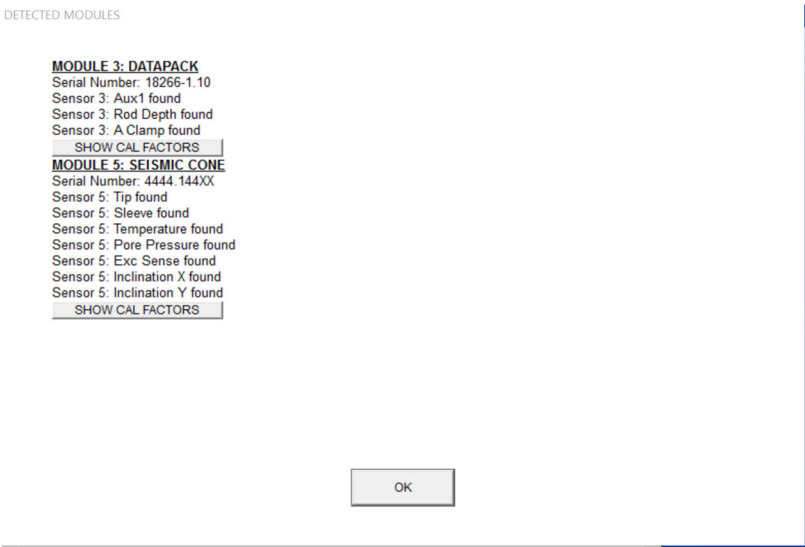 DETECTED MODULES
MODULE 3: DATAPACK
Serial Number: 18266-1.10
Sensor 3: Aux1 found
Sensor 3: Rod Depth found
Sensor 3: A Clamp found
SHOW CAL FACTORS
MODULE 5: SEISMIC CONE
Serial Number: 4444.144XX
Sensor 5: Tip found
Sensor 5: Sleeve found
Sensor 5: Temperature found
Sensor 5: Pore Pressure found
Sensor 5: Exc Sense found
Sensor 5: Inclination X found
Sensor 5: Inclination Y found
SHOW CAL FACTORS
OK